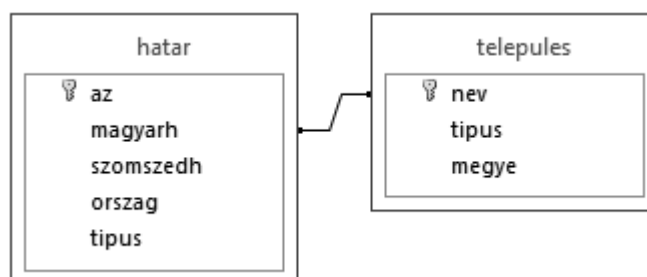 hatar
az
magyarh
szomszedh
orszag
tipus
telepules
nev
tipus
megye